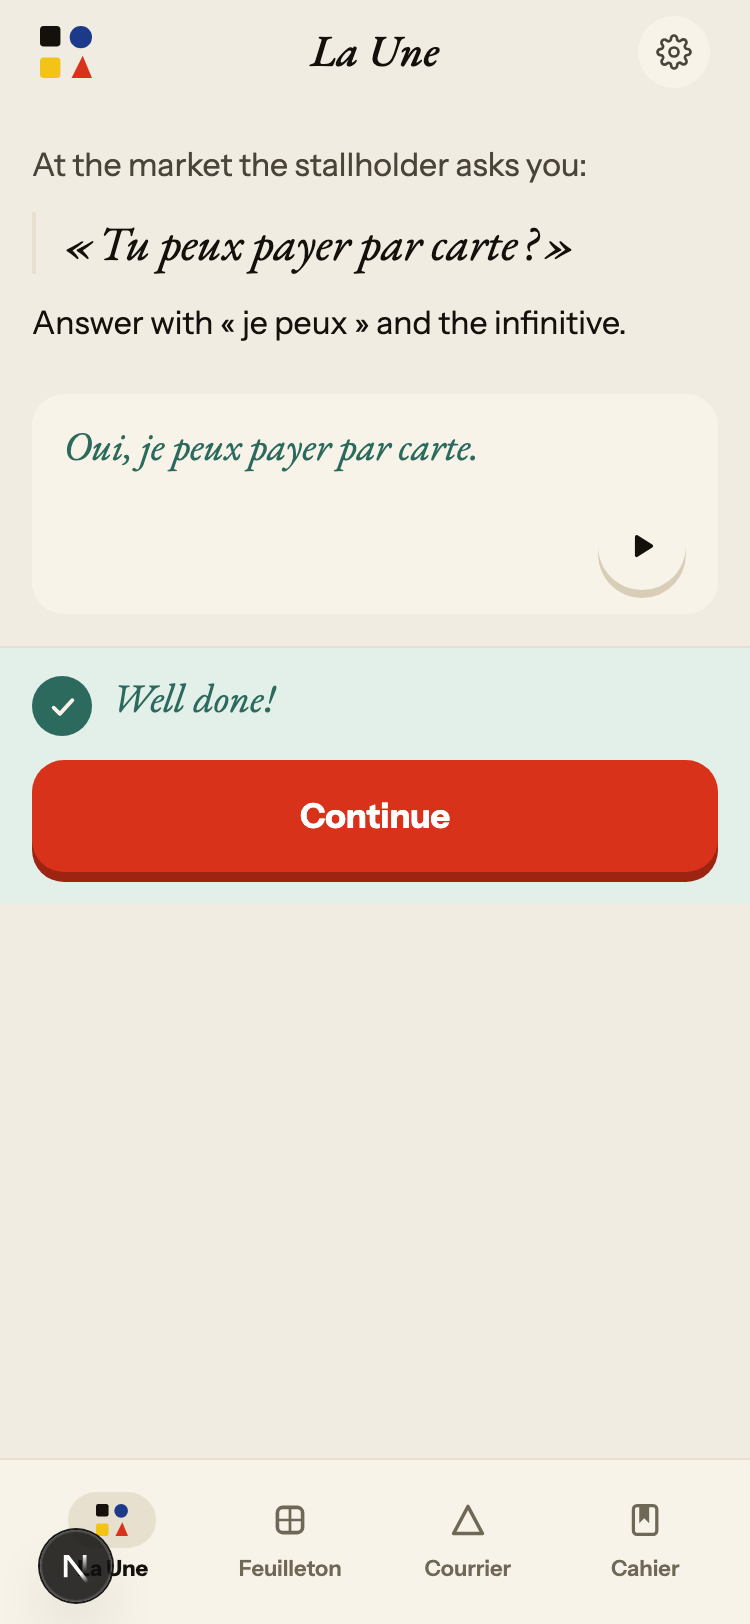 La Une
At the market the stallholder asks you:
« Tu peux payer par carte ? »
Answer with « je peux » and the infinitive.
Oui, je peux payer par carte.
Well done!
Continue
La Une
Feuilleton
Courrier
Cahier
N